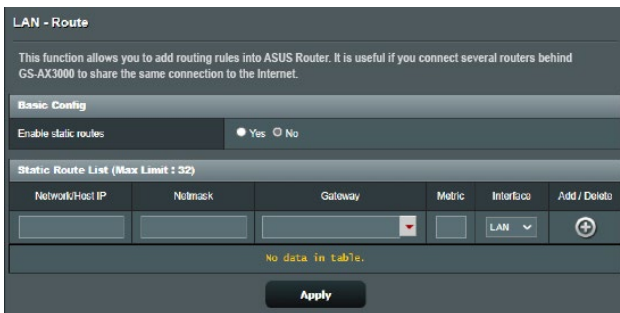 LAN - Route
This function allows you to add routing rules into ASUS Router. It is useful if you connect several routers behind
GS-AX3000 to share the same connection to the Internet.
Basic Config
Enable static routes Yes No
Static Route List (Max Limit : 32)
Network/Host IP Netmask Gateway Metric Interface Add / Delete
LAN
No data in table.
Apply